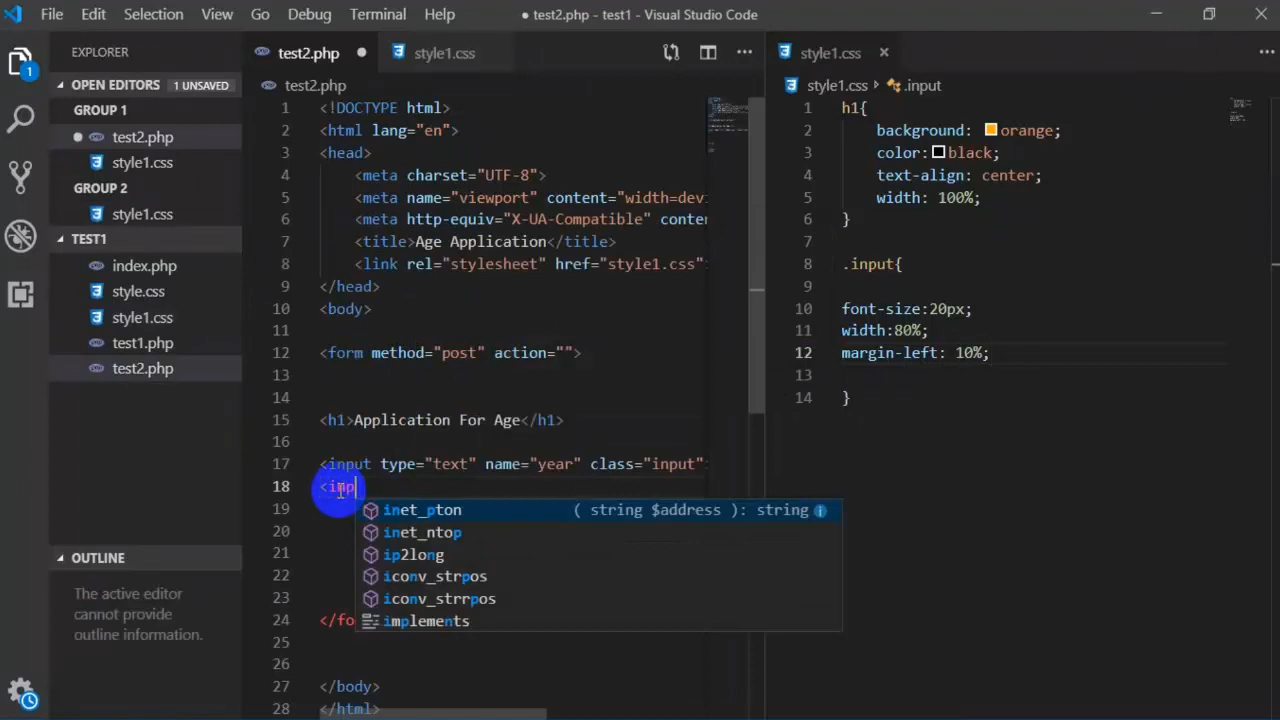 File Edit Selection View Go Debug Terminal Help ● test2.php - test1 - Visual Studio Code
EXPLORER
OPEN EDITORS 1 UNSAVED
GROUP 1
test2.php
style1.css
GROUP 2
style1.css
TEST1
index.php
style.css
style1.css
test1.php
test2.php
OUTLINE
The active editor
cannot provide
outline information.
1
test2.php ● style1.css
test2.php
1 <!DOCTYPE html>
2 <html lang="en">
3 <head>
4 <meta charset="UTF-8">
5 <meta name="viewport" content="width=dev
6 <meta http-equiv="X-UA-Compatible" conten
7 <title>Age Application</title>
8 <link rel="stylesheet" href="style1.css">
9 </head>
10 <body>
11
12 <form method="post" action="">
13
14
15 <h1>Application For Age</h1>
16
17 <input type="text" name="year" class="input"
18 <inp
19
20
21
22
23
24 </fo
25
26
27 </body>
28 </html>
inet_pton ( string $address ): string
inet_ntop
ip2long
iconv_strpos
iconv_strrpos
implements
style1.css
style1.css .input
1 h1{
2 background: orange;
3 color: black;
4 text-align: center;
5 width: 100%;
6 }
7
8 .input{
9
10 font-size:20px;
11 width:80%;
12 margin-left: 10%;
13
14 }